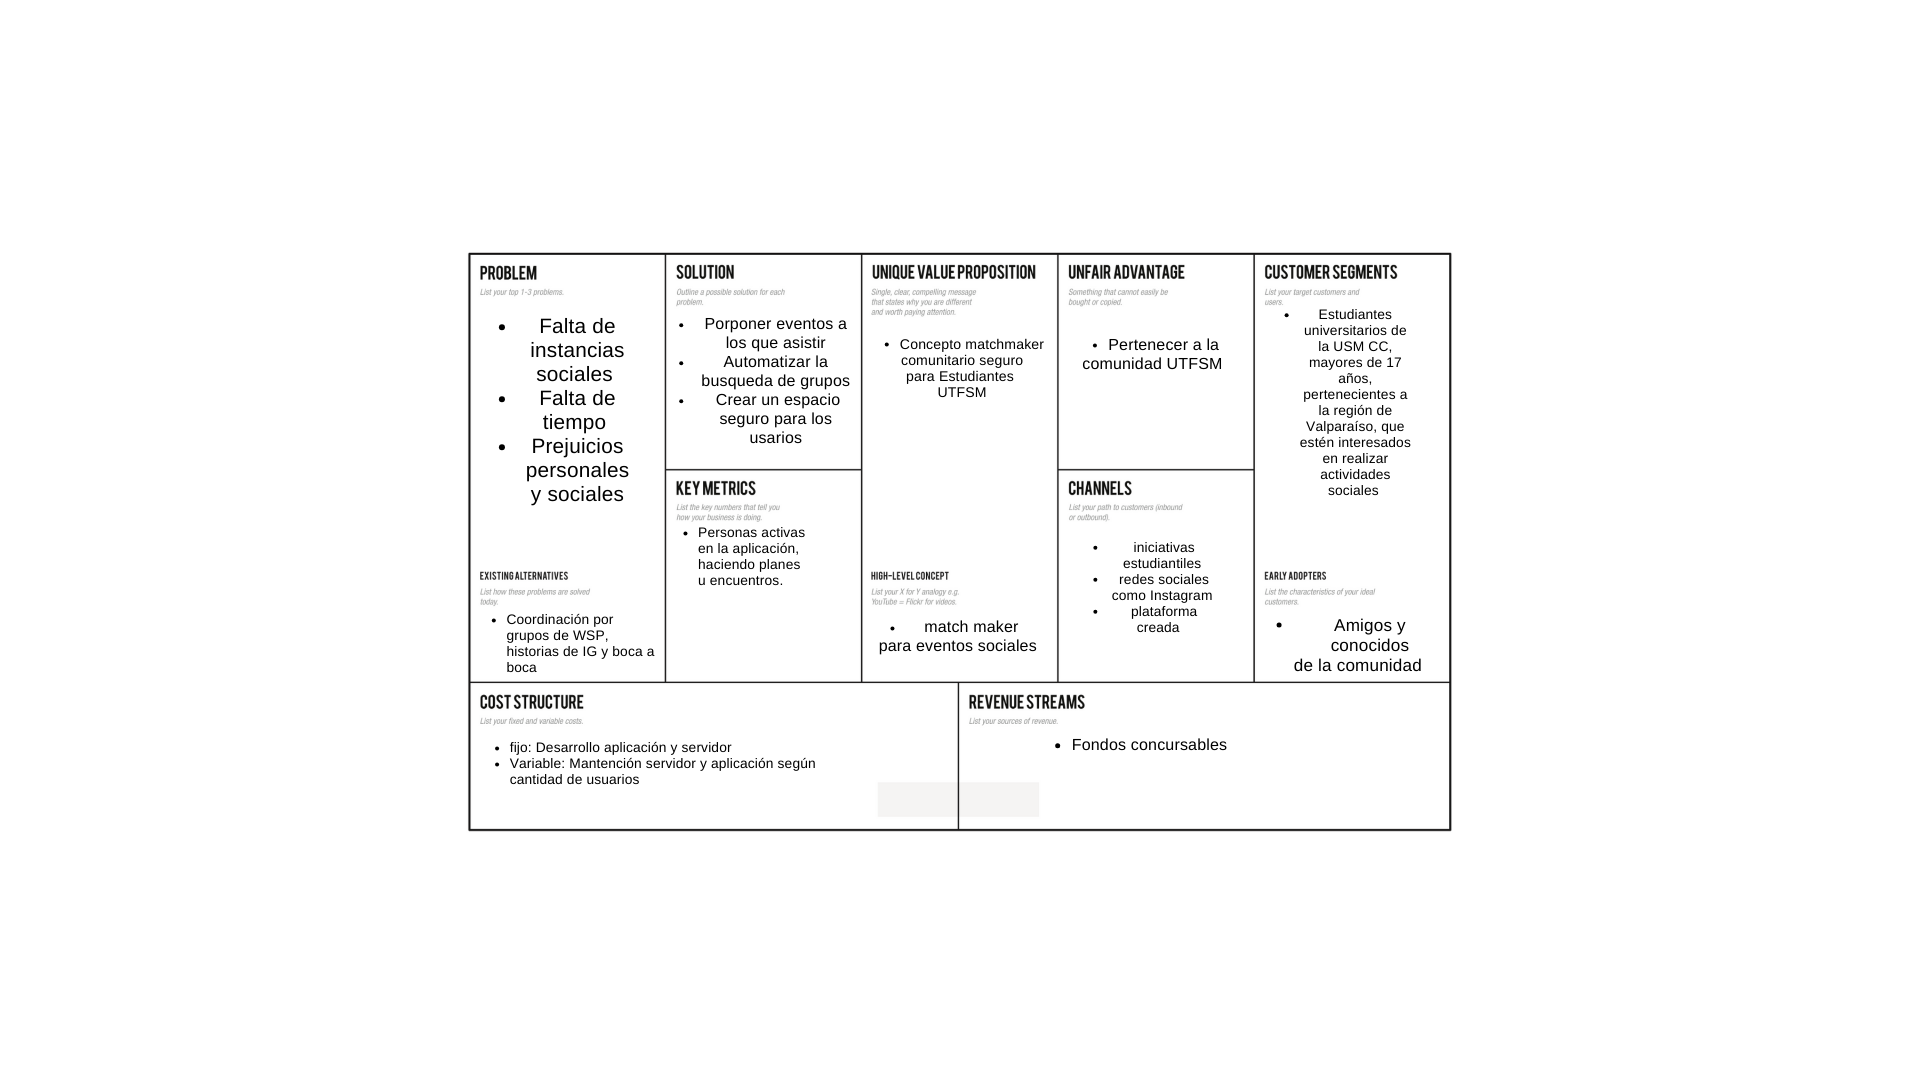 PROBLEM
List your top 1-3 problems.
• Falta de
instancias
sociales
• Falta de
tiempo
• Prejuicios
personales
y sociales
EXISTING ALTERNATIVES
List how these problems are solved
today.
• Coordinación por
grupos de WSP,
historias de IG y boca a
boca
SOLUTION
Outline a possible solution for each
problem.
• Porponer eventos a
los que asistir
• Automatizar la
busqueda de grupos
• Crear un espacio
seguro para los
usarios
KEY METRICS
List the key numbers that tell you
how your business is doing.
• Personas activas
en la aplicación,
haciendo planes
u encuentros.
UNIQUE VALUE PROPOSITION
Single, clear, compelling message
that states why you are different
and worth paying attention.
• Concepto matchmaker
comunitario seguro
para Estudiantes
UTFSM
HIGH-LEVEL CONCEPT
List your X for Y analogy e.g.
YouTube = Flickr for videos.
• match maker
para eventos sociales
UNFAIR ADVANTAGE
Something that cannot easily be
bought or copied.
• Pertenecer a la
comunidad UTFSM
CHANNELS
List your path to customers (inbound
or outbound).
• iniciativas
estudiantiles
• redes sociales
como Instagram
• plataforma
creada
CUSTOMER SEGMENTS
List your target customers and
users.
• Estudiantes
universitarios de
la USM CC,
mayores de 17
años,
pertenecientes a
la región de
Valparaíso, que
estén interesados
en realizar
actividades
sociales
EARLY ADOPTERS
List the characteristics of your ideal
customers.
• Amigos y
conocidos
de la comunidad
COST STRUCTURE
List your fixed and variable costs.
• fijo: Desarrollo aplicación y servidor
• Variable: Mantención servidor y aplicación según
cantidad de usuarios
REVENUE STREAMS
List your sources of revenue.
• Fondos concursables